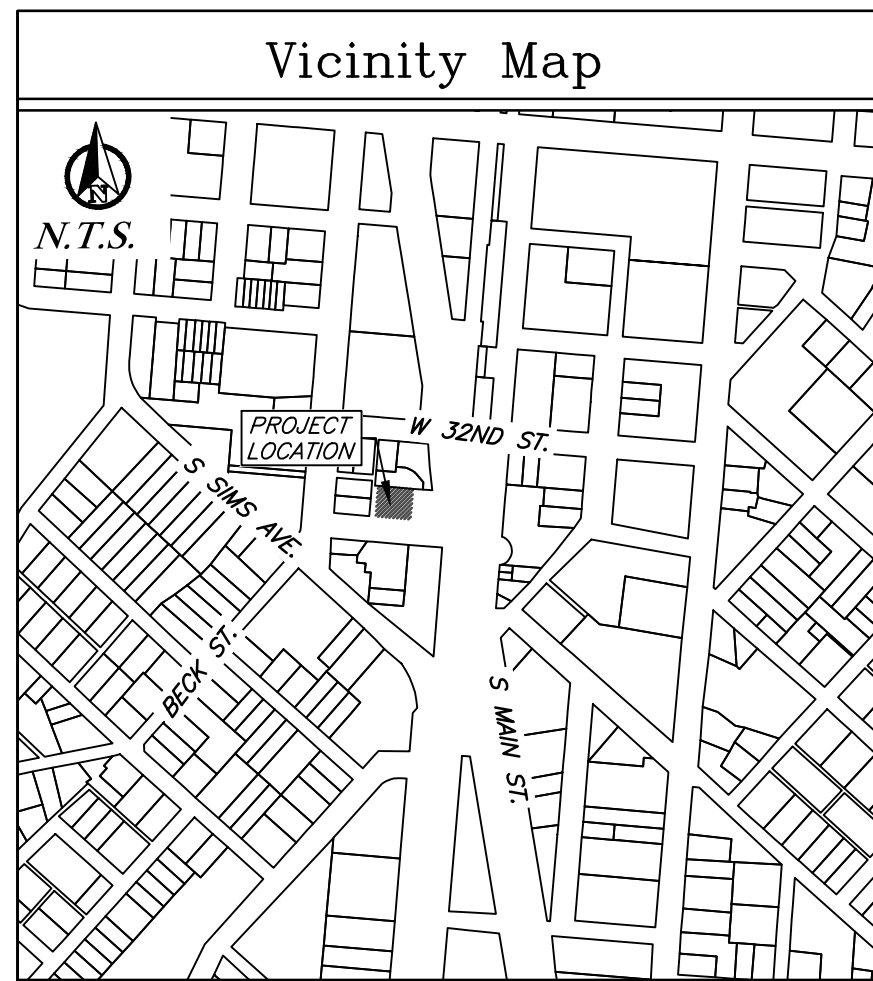 Vicinity Map
N
N.T.S.
PROJECT
LOCATION
W 32ND ST.
S SIMS AVE.
BECK ST.
S MAIN ST.